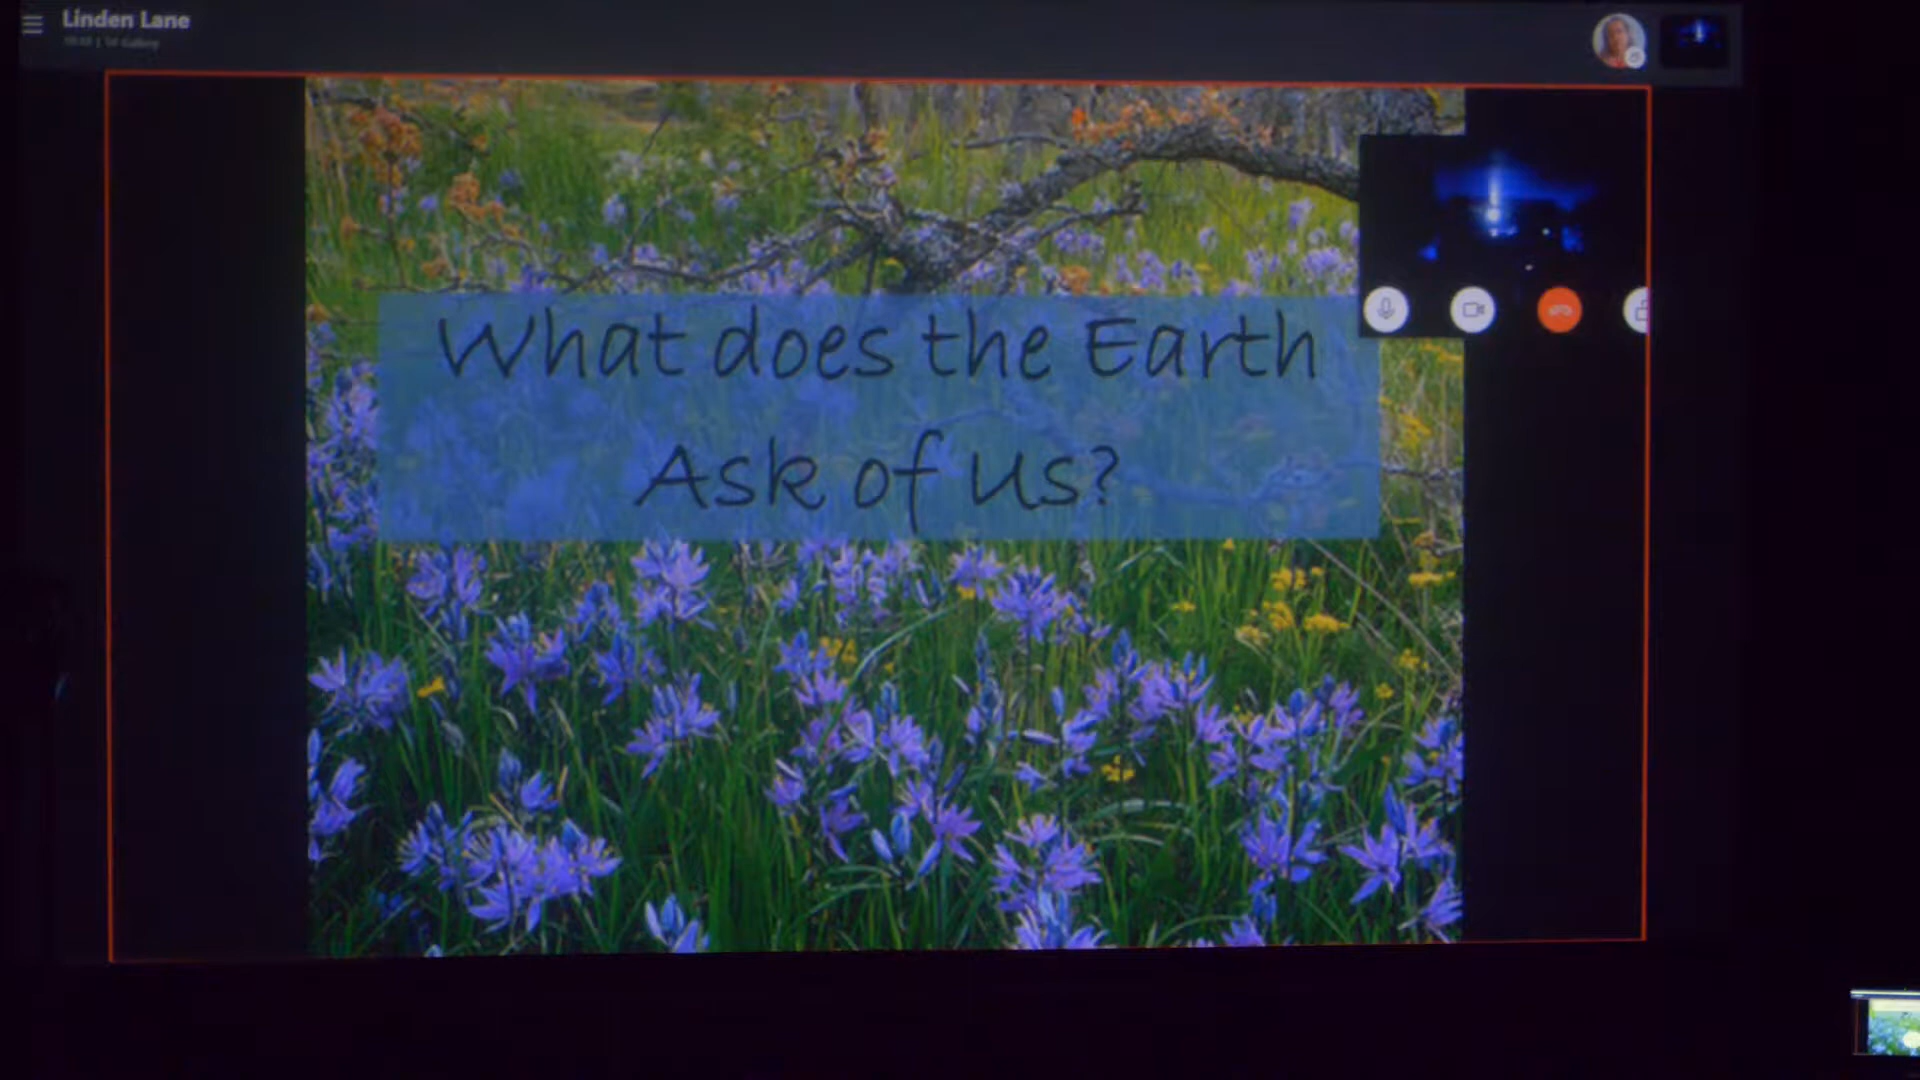 Linden Lane
What does the Earth
Ask of Us?